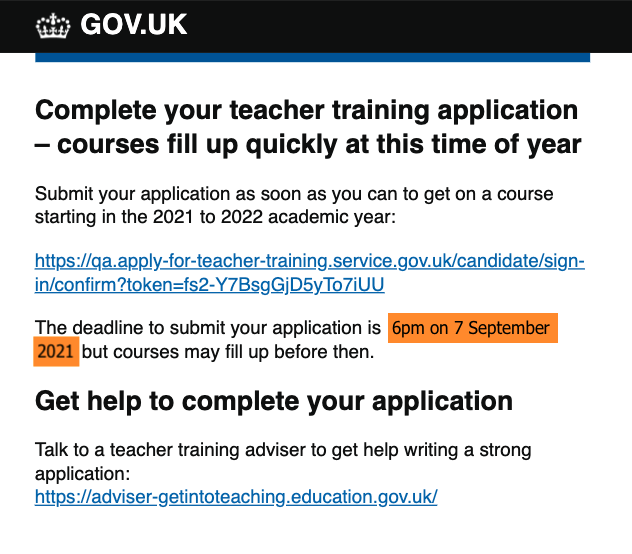 GOV.UK
Complete your teacher training application
– courses fill up quickly at this time of year
Submit your application as soon as you can to get on a course
starting in the 2021 to 2022 academic year:
https://qa.apply-for-teacher-training.service.gov.uk/candidate/sign-
in/confirm?token=fs2-Y7BsgGjD5yTo7iUU
The deadline to submit your application is 6pm on 7 September
2021 but courses may fill up before then.
Get help to complete your application
Talk to a teacher training adviser to get help writing a strong
application:
https://adviser-getintoteaching.education.gov.uk/